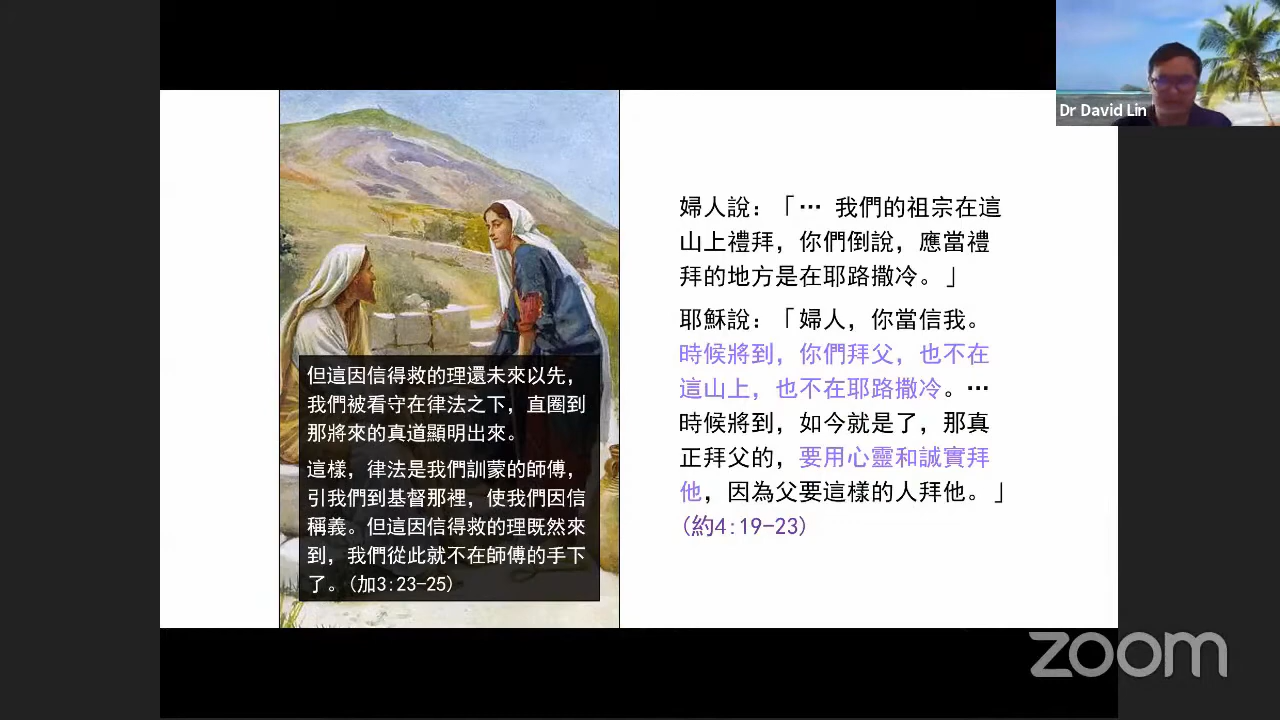 Dr David Lin
婦人說：「… 我們的祖宗在這
山上禮拜，你們倒說，應當禮
拜的地方是在耶路撒冷。」
耶穌說：「婦人，你當信我。
時候將到，你們拜父，也不在
這山上，也不在耶路撒冷。…
時候將到，如今就是了，那真
正拜父的，要用心靈和誠實拜
他，因為父要這樣的人拜他。」
(約4:19-23)
但這因信得救的理還未來以先，
我們被看守在律法之下，直圈到
那將來的真道顯明出來。
這樣，律法是我們訓蒙的師傅，
引我們到基督那裡，使我們因信
稱義。但這因信得救的理既然來
到，我們從此就不在師傅的手下
了。(加3:23-25)
zoom